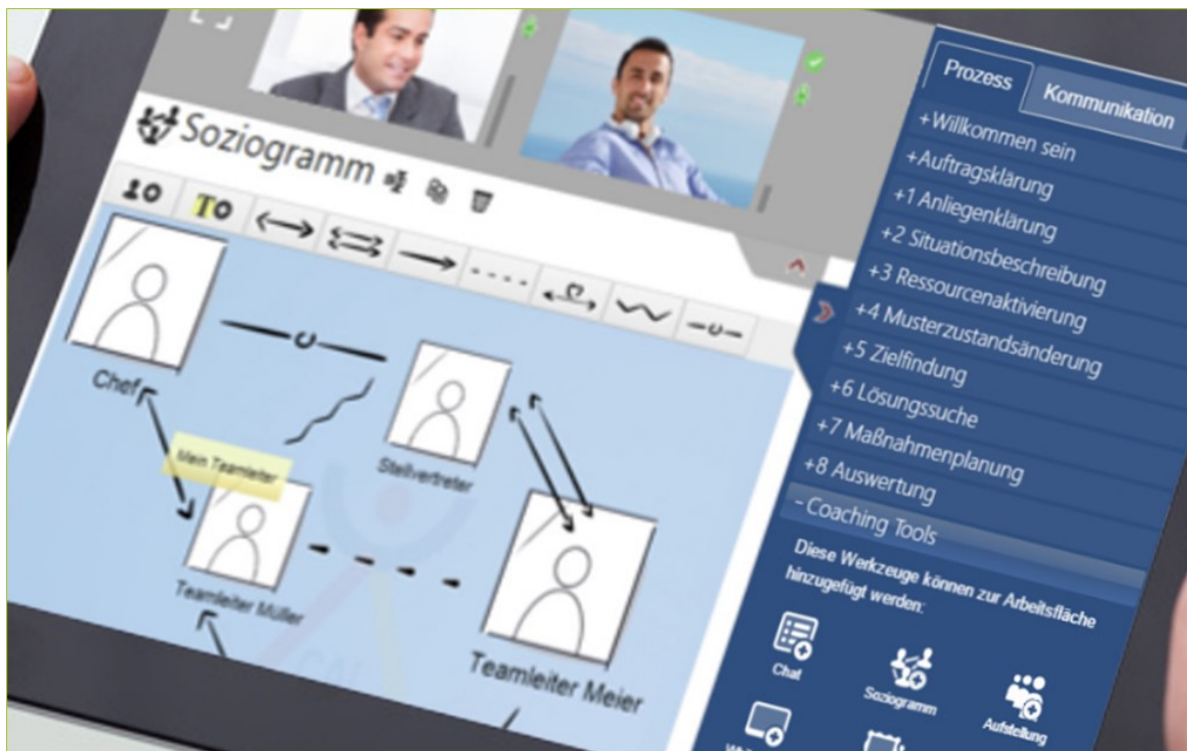 Soziogramm
T
Chef
Mein Teamleiter
Stellvertreter
Teamleiter Müller
Teamleiter Meier
Prozess
Kommunikation
+Willkommen sein
+Auftragsklärung
+1 Anliegenklärung
+2 Situationsbeschreibung
+3 Ressourcenaktivierung
+4 Musterzustandsänderung
+5 Zielfindung
+6 Lösungssuche
+7 Maßnahmenplanung
+8 Auswertung
- Coaching Tools
Diese Werkzeuge können zur Arbeitsfläche
hinzugefügt werden:
Chat
Soziogramm
Aufstellung